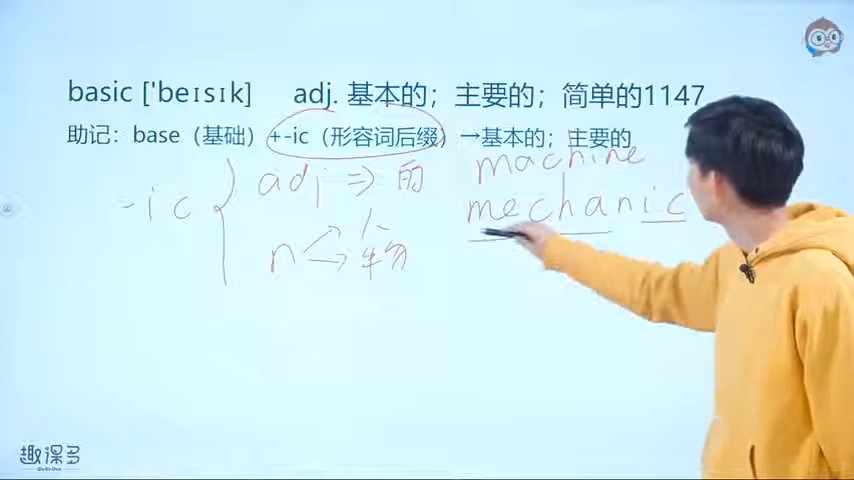 basic ['beɪsɪk] adj. 基本的；主要的；简单的1147
助记：base（基础）+-ic（形容词后缀）→基本的；主要的
machine
-ic { adj ⇒ 的
mechanic
n → 人
→ 物
趣课多